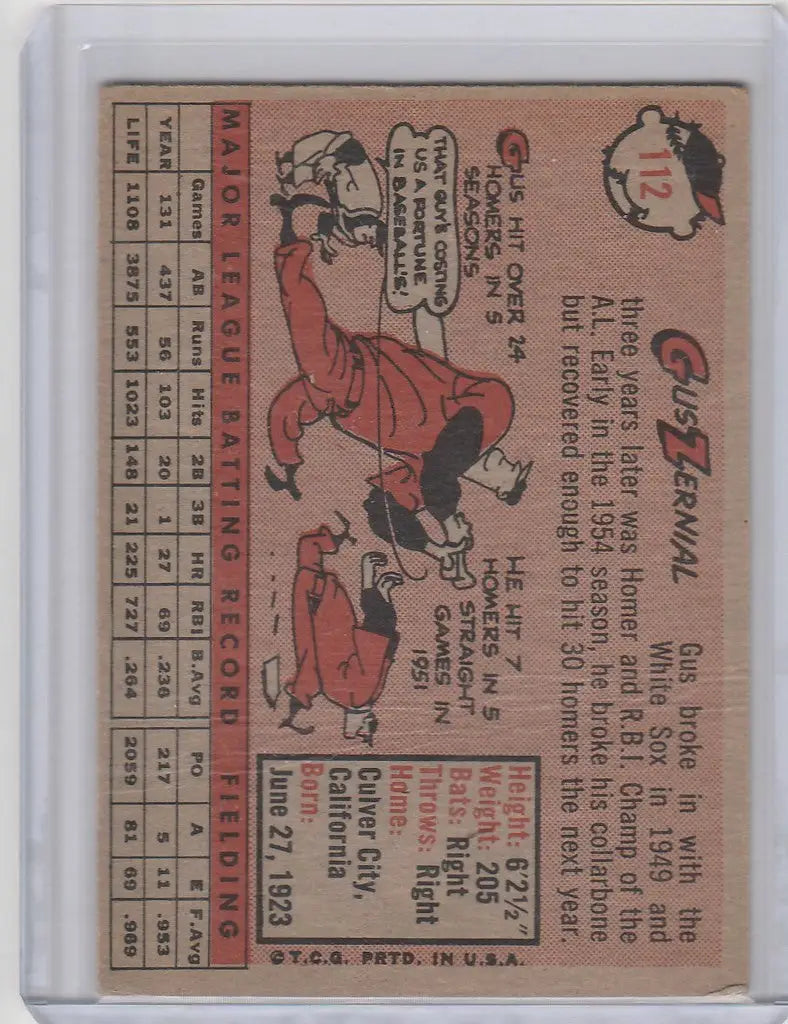 112
GUS ZERNIAL
Gus broke in with the
White Sox in 1949 and
three years later was Homer and R.B.I. Champ of the
A.L. Early in the 1954 season, he broke his collarbone
but recovered enough to hit 30 homers the next year.
GUS HIT OVER 24
HOMERS IN 5
SEASONS
THAT GUY'S COSTING
US A FORTUNE
IN BASEBALLS!
HE HIT 7
HOMERS IN 5
STRAIGHT
GAMES IN
1951
Height: 6'2½"
Weight: 205
Bats: Right
Throws: Right
Home:
Culver City,
California
Born:
June 27, 1923
MAJOR LEAGUE BATTING RECORD FIELDING
Games AB Runs Hits 2B 3B HR RBI B.Avg PO A E F.Avg
YEAR 131 437 56 103 20 1 27 69 .236 217 5 11 .953
LIFE 1108 3875 553 1023 148 21 225 727 .264 2059 81 69 .969
©T.C.G. PRTD. IN U.S.A.